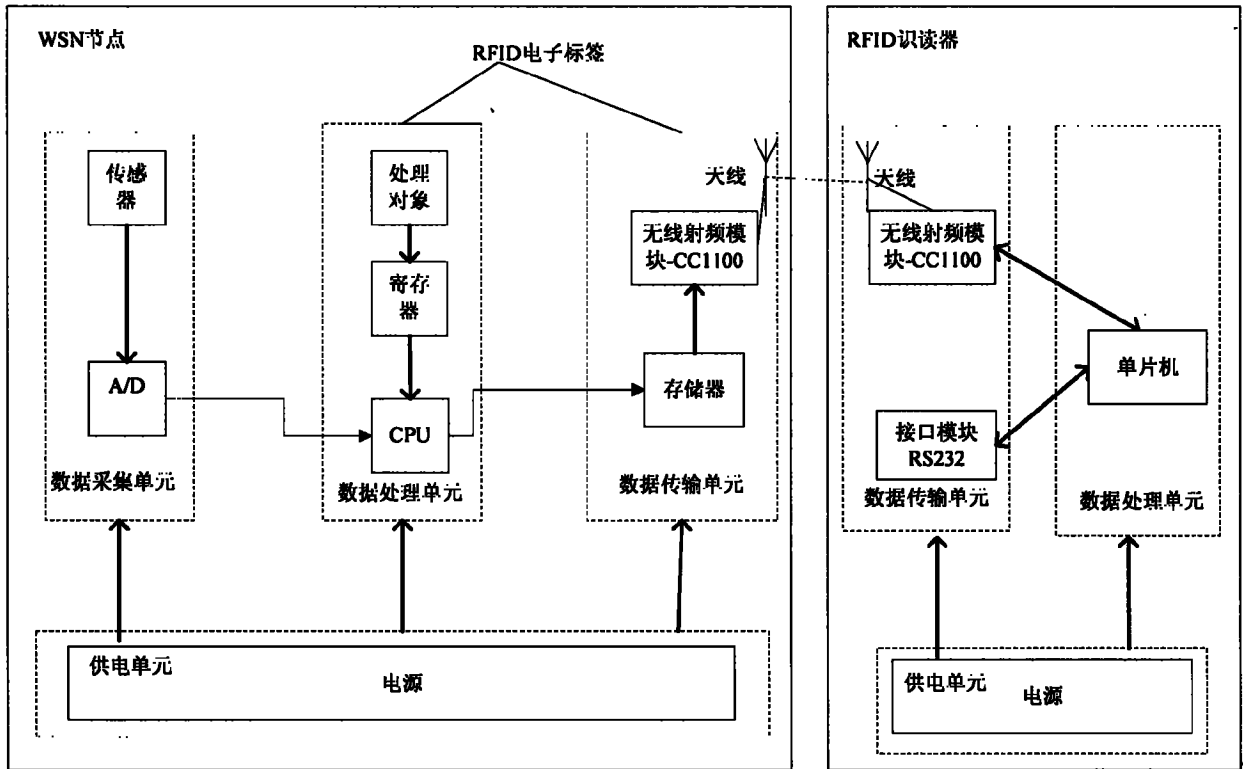 WSN节点
RFID电子标签
传感
器
处理
对象
天线
无线射频模
块-CC1100
寄存
器
A/D
CPU
存储器
数据采集单元
数据处理单元
数据传输单元
供电单元
电源
RFID识读器
天线
无线射频模
块-CC1100
单片机
接口模块
RS232
数据传输单元
数据处理单元
供电单元
电源